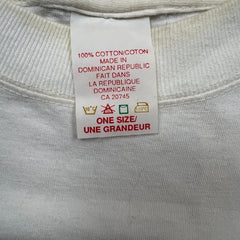 100% COTTON/COTON
MADE IN
DOMINICAN REPUBLIC
FAIT DANS
LA REPUBLIQUE
DOMINICAINE
CA 20745
ONE SIZE/
UNE GRANDEUR